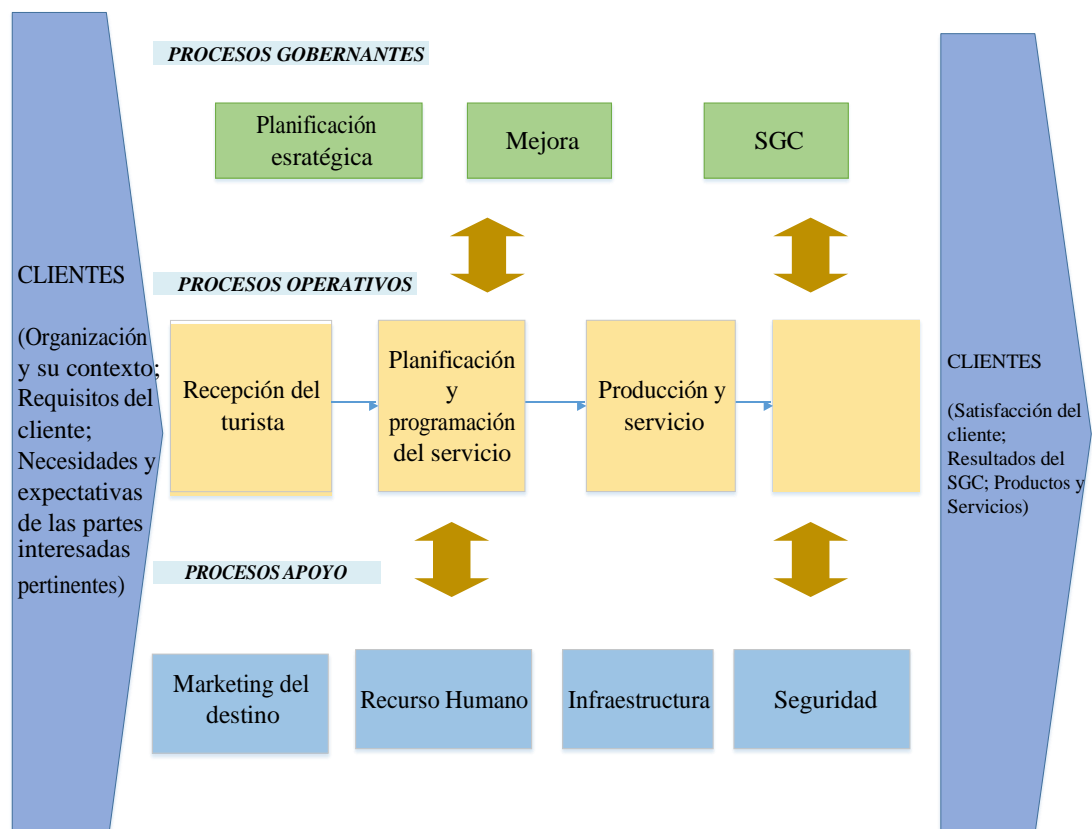 PROCESOS GOBERNANTES
Planificación
esratégica
Mejora
SGC
CLIENTES
(Organización
y su contexto;
Requisitos del
cliente;
Necesidades y
expectativas
de las partes
interesadas
pertinentes)
PROCESOS OPERATIVOS
Recepción del
turista
Planificación
y
programación
del servicio
Producción y
servicio
CLIENTES
(Satisfacción del
cliente;
Resultados del
SGC; Productos y
Servicios)
PROCESOS APOYO
Marketing del
destino
Recurso Humano
Infraestructura
Seguridad